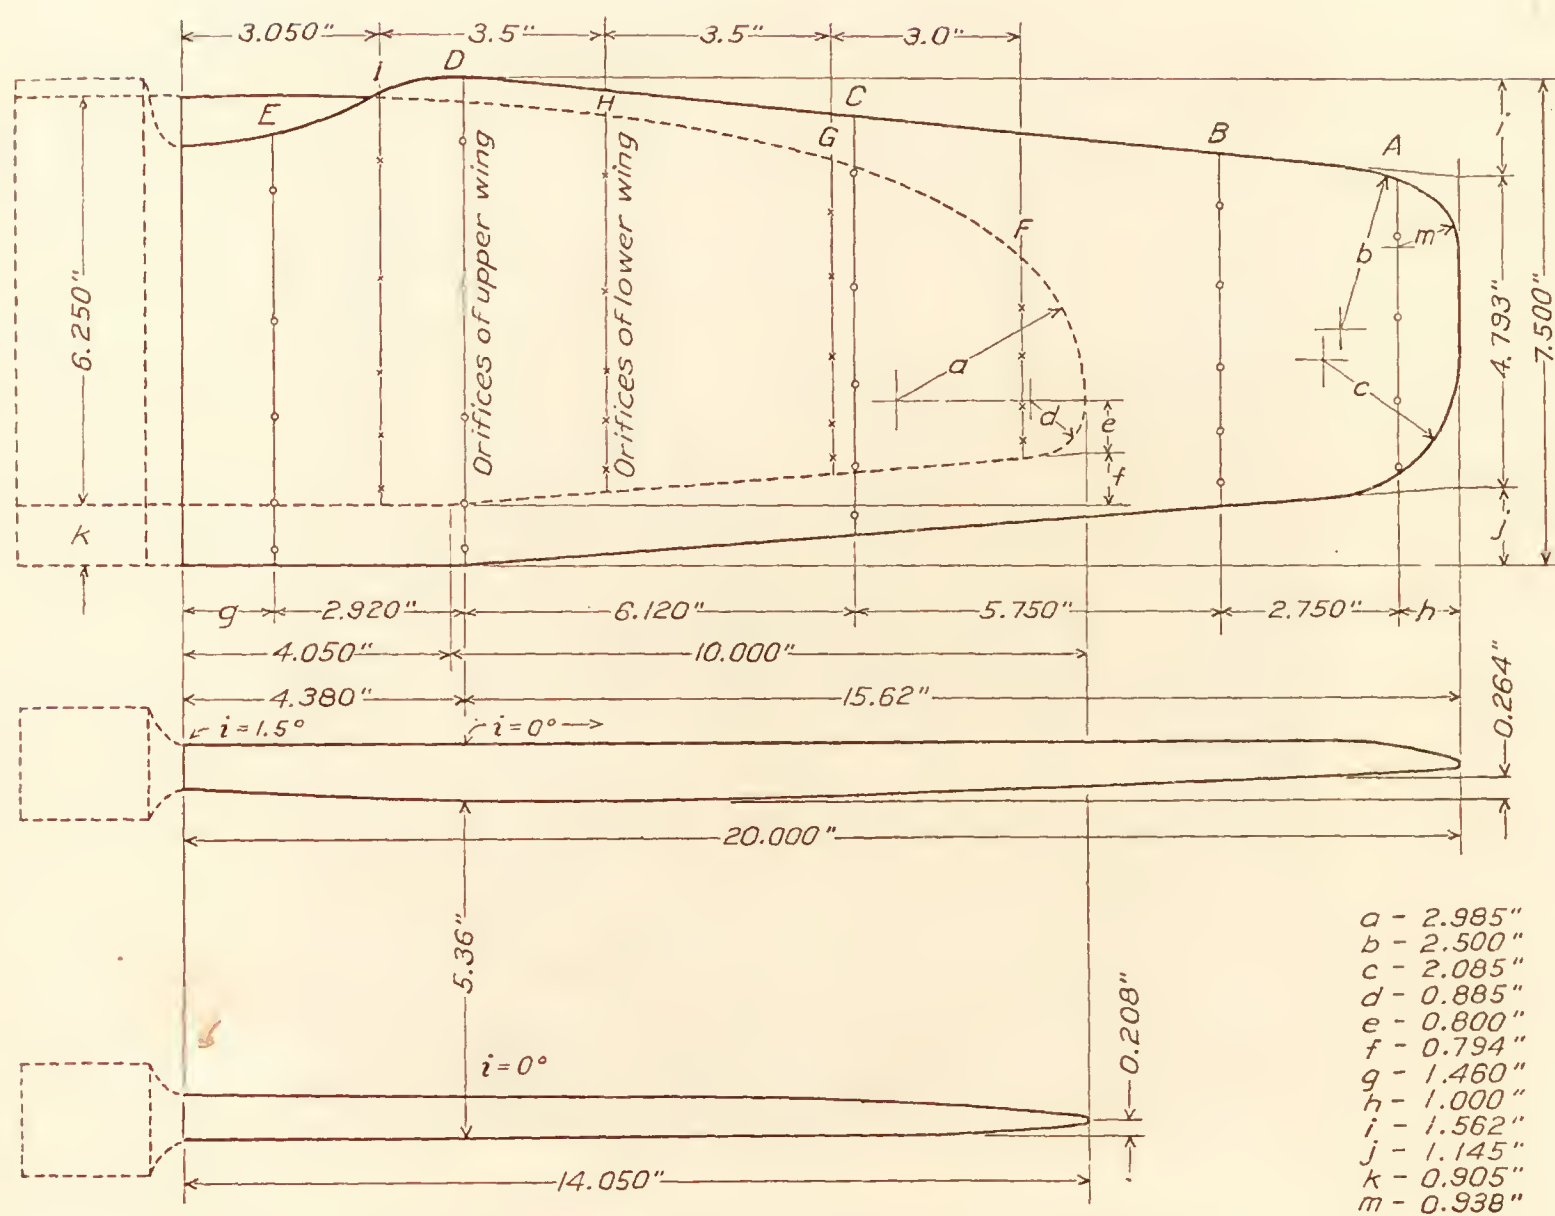 3.050"
3.5"
3.5"
3.0"
I
D
E
H
C
G
B
A
F
Orifices of upper wing
Orifices of lower wing
6.250"
k
a
d
e
f
b
m
c
i
4.793"
j
7.500"
g
2.920"
6.120"
5.750"
2.750"
h
4.050"
10.000"
4.380"
15.62"
0.264"
i = 1.5°
i = 0°
20.000"
5.36"
i = 0°
0.208"
14.050"
a - 2.985"
b - 2.500"
c - 2.085"
d - 0.885"
e - 0.800"
f - 0.794"
g - 1.460"
h - 1.000"
i - 1.562"
j - 1.145"
k - 0.905"
m - 0.938"